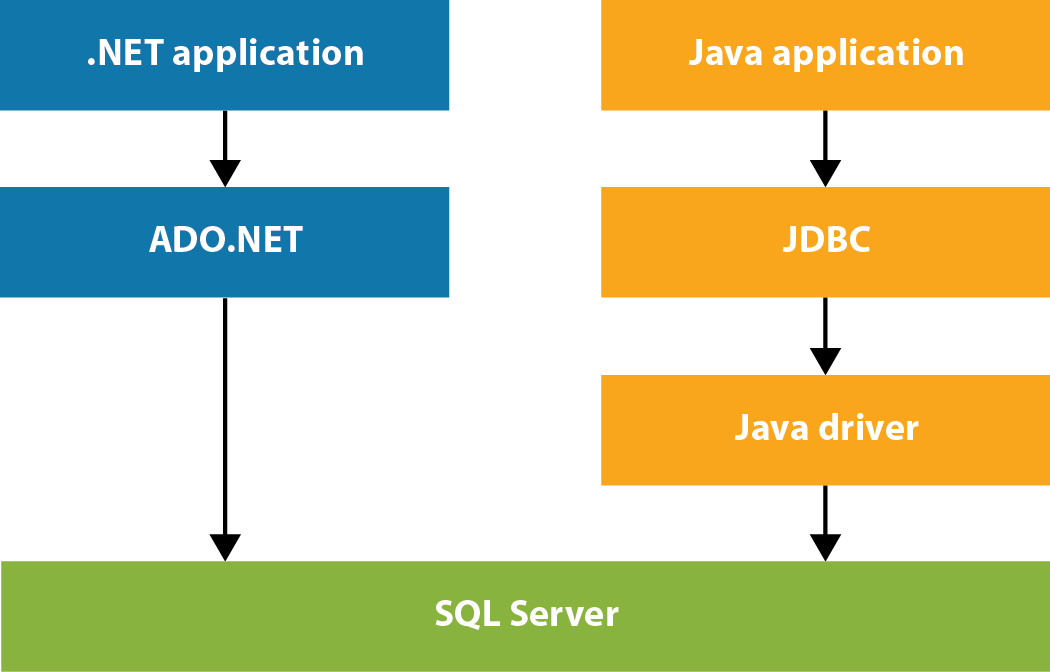 .NET application
Java application
ADO.NET
JDBC
Java driver
SQL Server